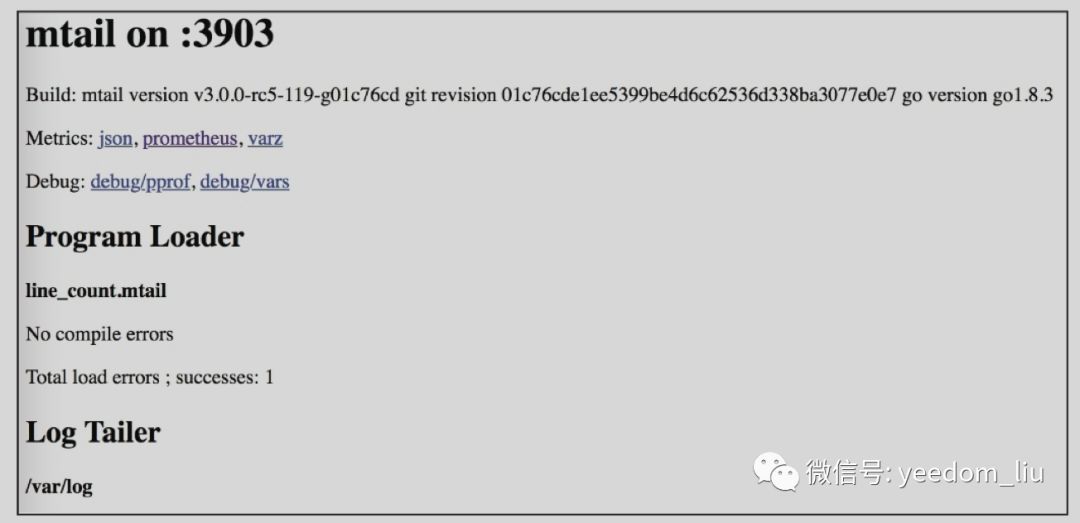 mtail on :3903
Build: mtail version v3.0.0-rc5-119-g01c76cd git revision 01c76cde1ee5399be4d6c62536d338ba3077e0e7 go version go1.8.3
Metrics: json, prometheus, varz
Debug: debug/pprof, debug/vars
Program Loader
line_count.mtail
No compile errors
Total load errors ; successes: 1
Log Tailer
/var/log
微信号: yeedom_liu